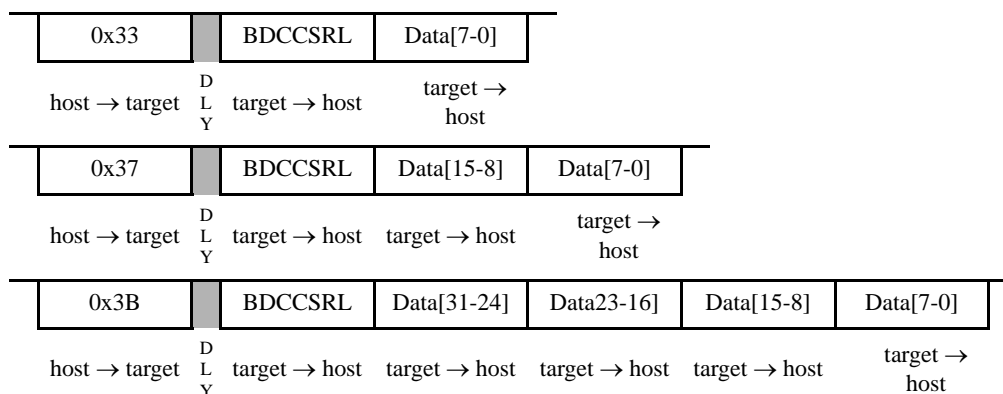 0x33 BDCCSRL Data[7-0]
host → target D L Y target → host target → host
0x37 BDCCSRL Data[15-8] Data[7-0]
host → target D L Y target → host target → host target → host
0x3B BDCCSRL Data[31-24] Data23-16] Data[15-8] Data[7-0]
host → target D L Y target → host target → host target → host target → host target → host